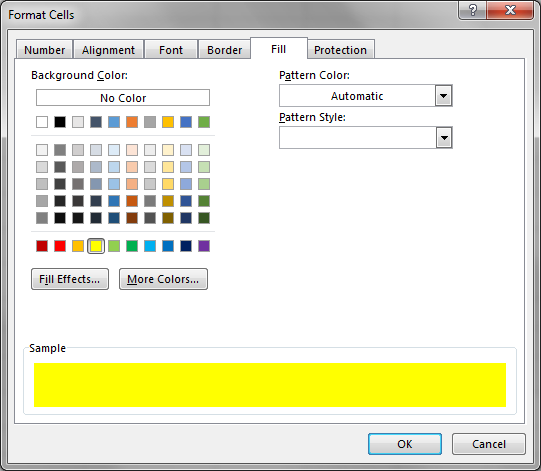 Format Cells
? X
Number Alignment Font Border Fill Protection
Background Color:
No Color
Fill Effects...
More Colors...
Pattern Color:
Automatic
Pattern Style:
Sample
OK Cancel